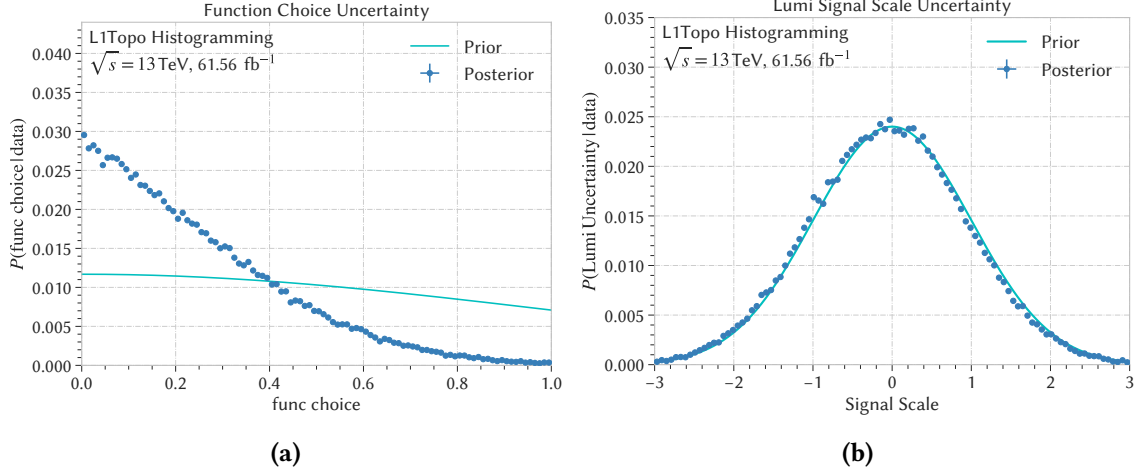 Function Choice Uncertainty
L1Topo Histogramming
√s = 13 TeV, 61.56 fb⁻¹
Prior
Posterior
P(func choice|data)
0.040
0.035
0.030
0.025
0.020
0.015
0.010
0.005
0.000
0.0 0.2 0.4 0.6 0.8 1.0
func choice
(a)
Lumi Signal Scale Uncertainty
L1Topo Histogramming
√s = 13 TeV, 61.56 fb⁻¹
Prior
Posterior
P(Lumi Uncertainty|data)
0.035
0.030
0.025
0.020
0.015
0.010
0.005
0.000
−3 −2 −1 0 1 2 3
Signal Scale
(b)